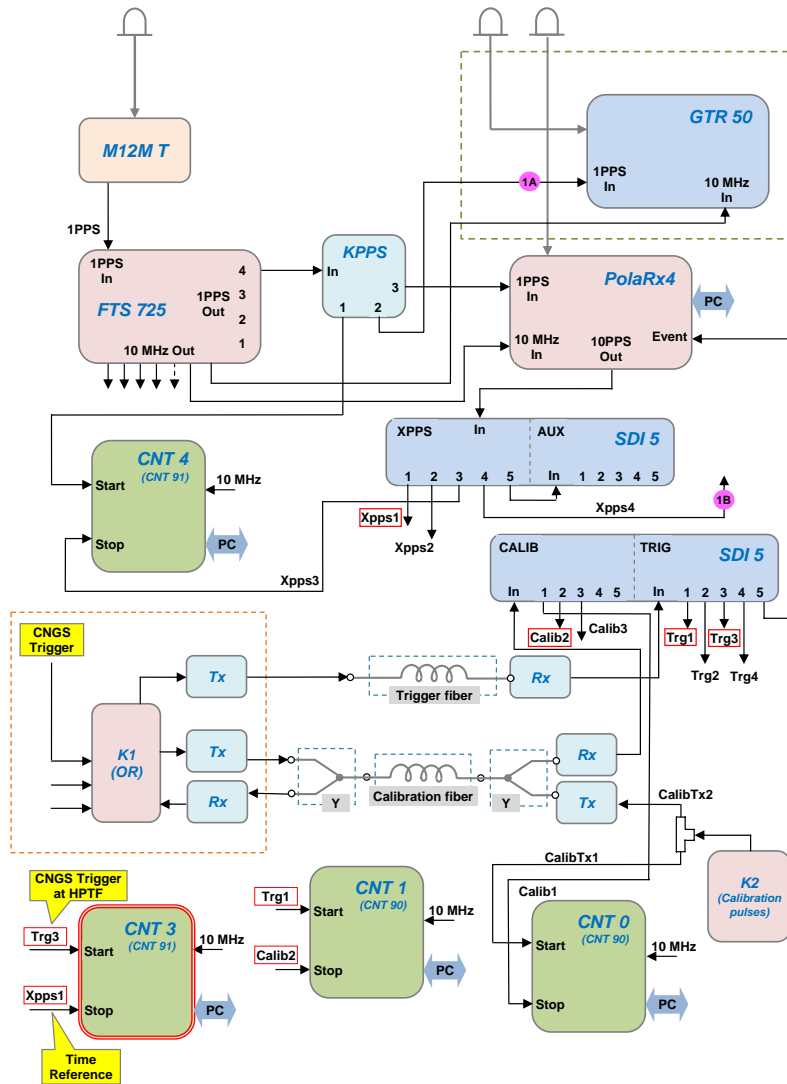 GTR 50
1PPS
In
10 MHz
In
1A
M12M T
1PPS
1PPS
In
4
1PPS
Out
3
2
1
FTS 725
10 MHz Out
KPPS
In
3
1
2
PolaRx4
1PPS
In
10 MHz
In
10PPS
Out
Event
PC
XPPS
In
AUX
SDI 5
1
2
3
4
5
In
1
2
3
4
5
CNT 4
(CNT 91)
Start
Stop
10 MHz
PC
Xpps1
Xpps2
Xpps3
Xpps4
1B
CALIB
TRIG
SDI 5
In
1
2
3
4
5
In
1
2
3
4
5
Calib2
Calib3
Trg1
Trg2
Trg3
Trg4
CNGS
Trigger
Tx
Trigger fiber
Rx
K1
(OR)
Tx
Rx
Y
Calibration fiber
Y
Rx
Tx
CalibTx2
CalibTx1
Calib1
K2
(Calibration
pulses)
CNGS Trigger
at HPTF
Trg3
Xpps1
Time
Reference
CNT 3
(CNT 91)
Start
Stop
10 MHz
PC
Trg1
Calib2
CNT 1
(CNT 90)
Start
Stop
10 MHz
PC
CNT 0
(CNT 90)
Start
Stop
10 MHz
PC